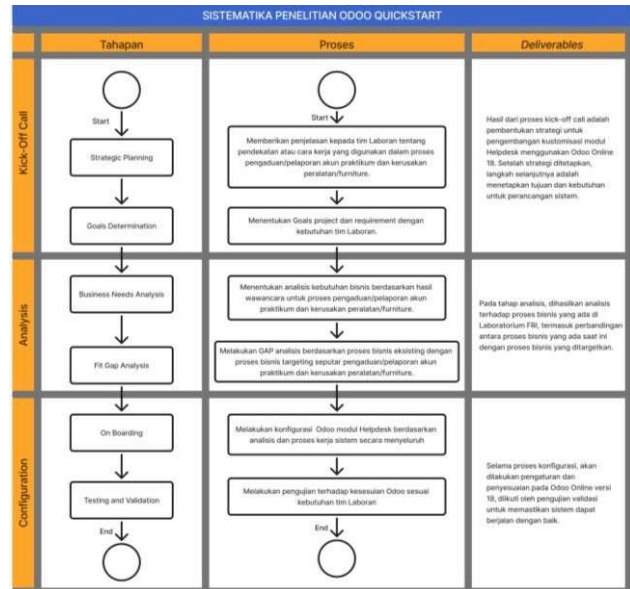 SISTEMATIKA PENELITIAN ODOO QUICKSTART
Tahapan
Proses
Deliverables
Kick-Off Call
Start
Strategic Planning
Goals Determination
Start
Memberikan penjelasan kepada tim Laboran tentang
pendekatan atau cara kerja yang digunakan dalam proses
pengaduan/pelaporan akun praktikum dan kerusakan
peralatan/furniture.
Menentukan Goals project dan requirement dengan
kebutuhan tim Laboran.
Hasil dari proses kick-off call adalah
pembentukan strategi untuk
pengembangan kustomisasi modul
Helpdesk menggunakan Odoo Online
18. Setelah strategi ditetapkan,
langkah selanjutnya adalah
menetapkan tujuan dan kebutuhan
untuk perancangan sistem.
Analysis
Business Needs Analysis
Fit Gap Analysis
Menentukan analisis kebutuhan bisnis berdasarkan hasil
wawancara untuk proses pengaduan/pelaporan akun
praktikum dan kerusakan peralatan/furniture.
Melakukan GAP analisis berdasarkan proses bisnis eksisting dengan
proses bisnis targeting seputar pengaduan/pelaporan akun
praktikum dan kerusakan peralatan/furniture.
Pada tahap analisis, dihasilkan analisis
terhadap proses bisnis yang ada di
Laboratorium FRI, termasuk perbandingan
antara proses bisnis yang ada saat ini
dengan proses bisnis yang ditargetkan.
Configuration
On Boarding
Testing and Validation
End
Melakukan konfigurasi Odoo modul Helpdesk berdasarkan
analisis dan proses kerja sistem secara menyeluruh
Melakukan pengujian terhadap kesesuian Odoo sesuai
kebutuhan tim Laboran
End
Selama proses konfigurasi, akan
dilakukan pengaturan dan
penyesuaian pada Odoo Online versi
18, diikuti oleh pengujian validasi
untuk memastikan sistem dapat
berjalan dengan baik.